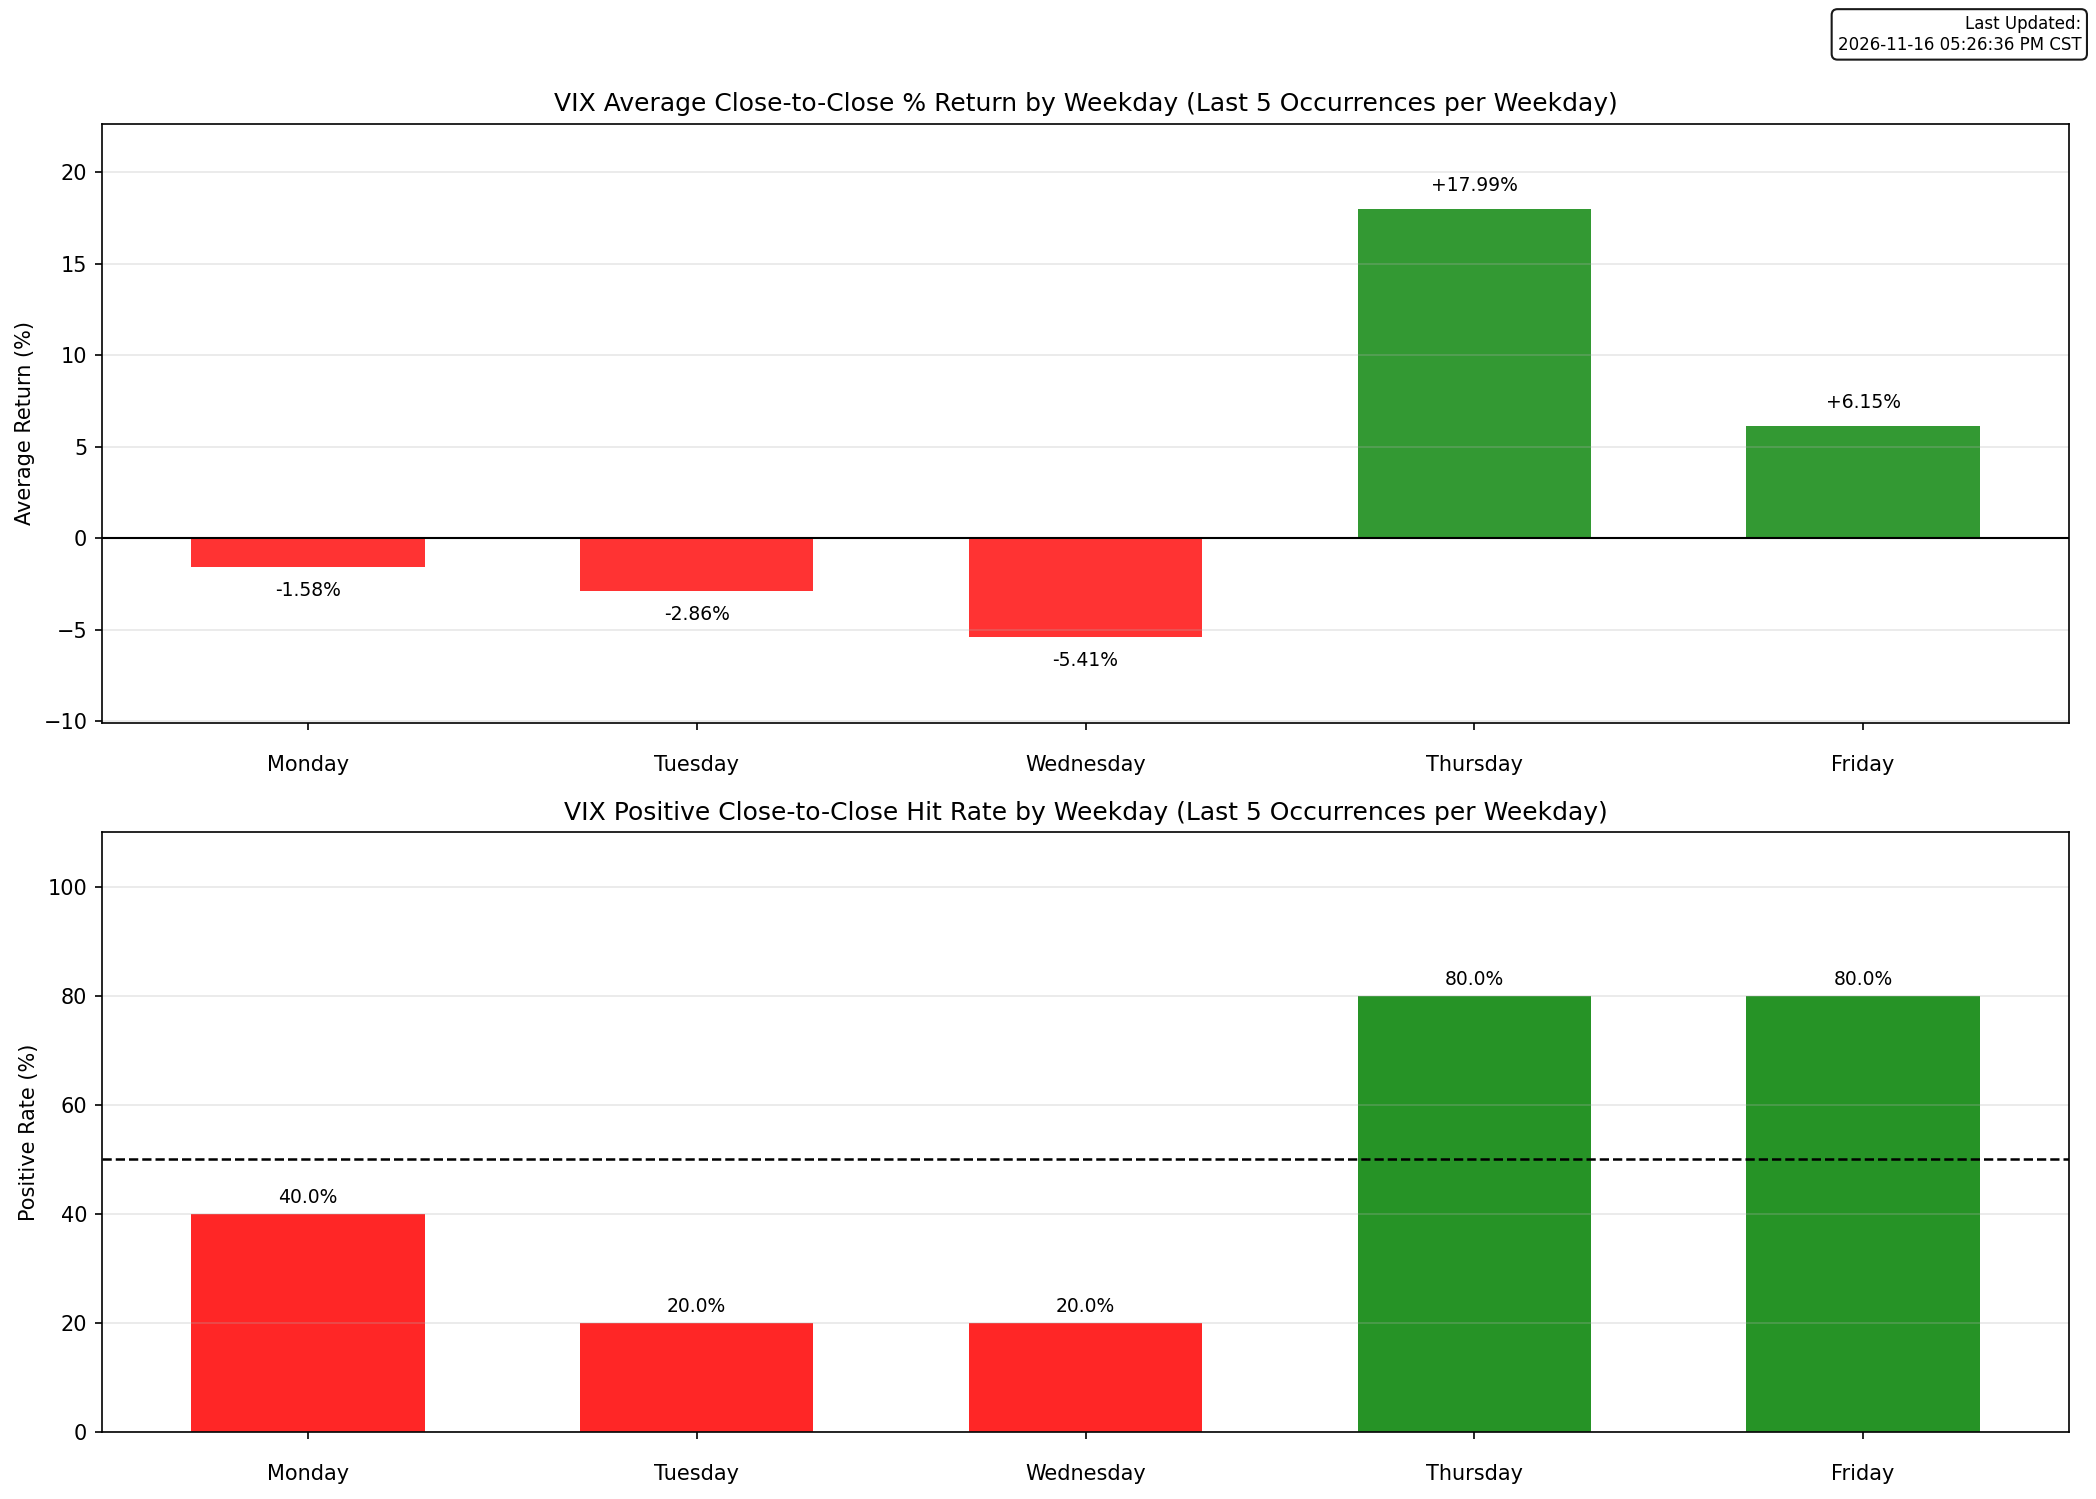 Last Updated:
2026-11-16 05:26:36 PM CST
VIX Average Close-to-Close % Return by Weekday (Last 5 Occurrences per Weekday)
Average Return (%)
20
15
10
5
0
−5
−10
+17.99%
+6.15%
-1.58%
-2.86%
-5.41%
Monday Tuesday Wednesday Thursday Friday
VIX Positive Close-to-Close Hit Rate by Weekday (Last 5 Occurrences per Weekday)
Positive Rate (%)
100
80
60
40
20
0
40.0%
20.0%
20.0%
80.0%
80.0%
Monday Tuesday Wednesday Thursday Friday